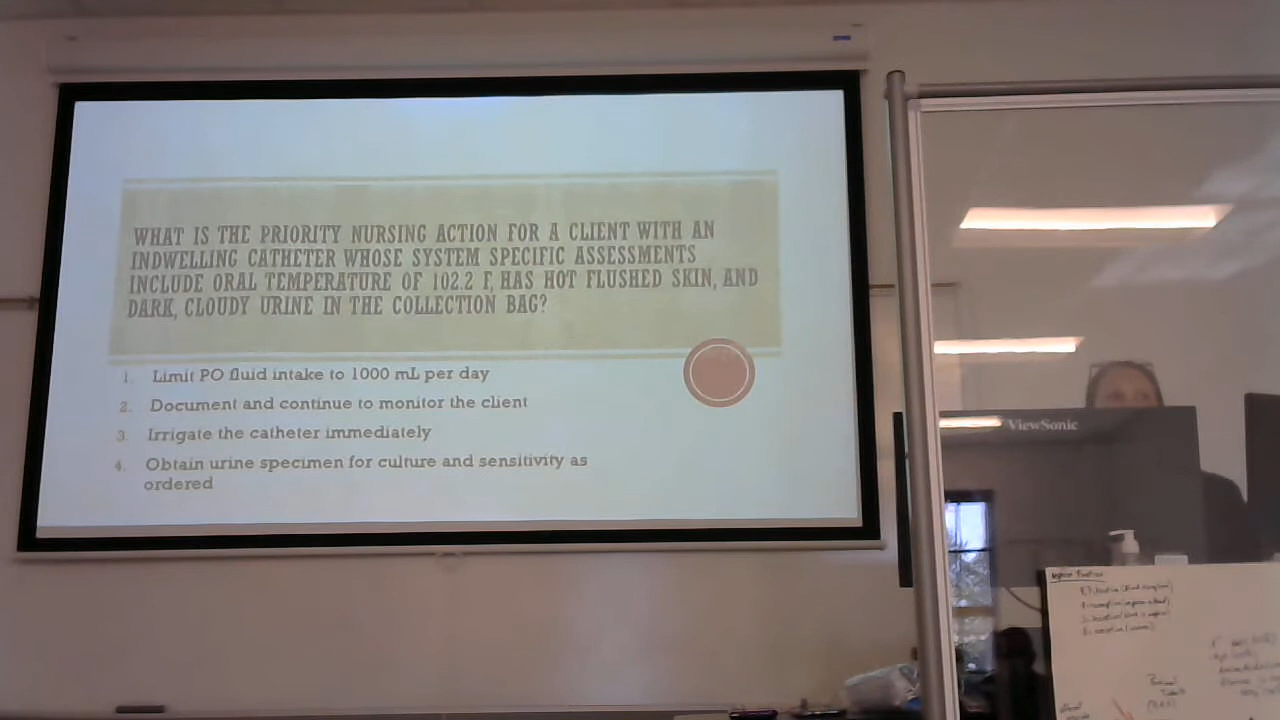 WHAT IS THE PRIORITY NURSING ACTION FOR A CLIENT WITH AN
INDWELLING CATHETER WHOSE SYSTEM SPECIFIC ASSESSMENTS
INCLUDE ORAL TEMPERATURE OF 102.2 F, HAS HOT FLUSHED SKIN, AND
DARK, CLOUDY URINE IN THE COLLECTION BAG?
1. Limit PO fluid intake to 1000 mL per day
2. Document and continue to monitor the client
3. Irrigate the catheter immediately
4. Obtain urine specimen for culture and sensitivity as
ordered
ViewSonic